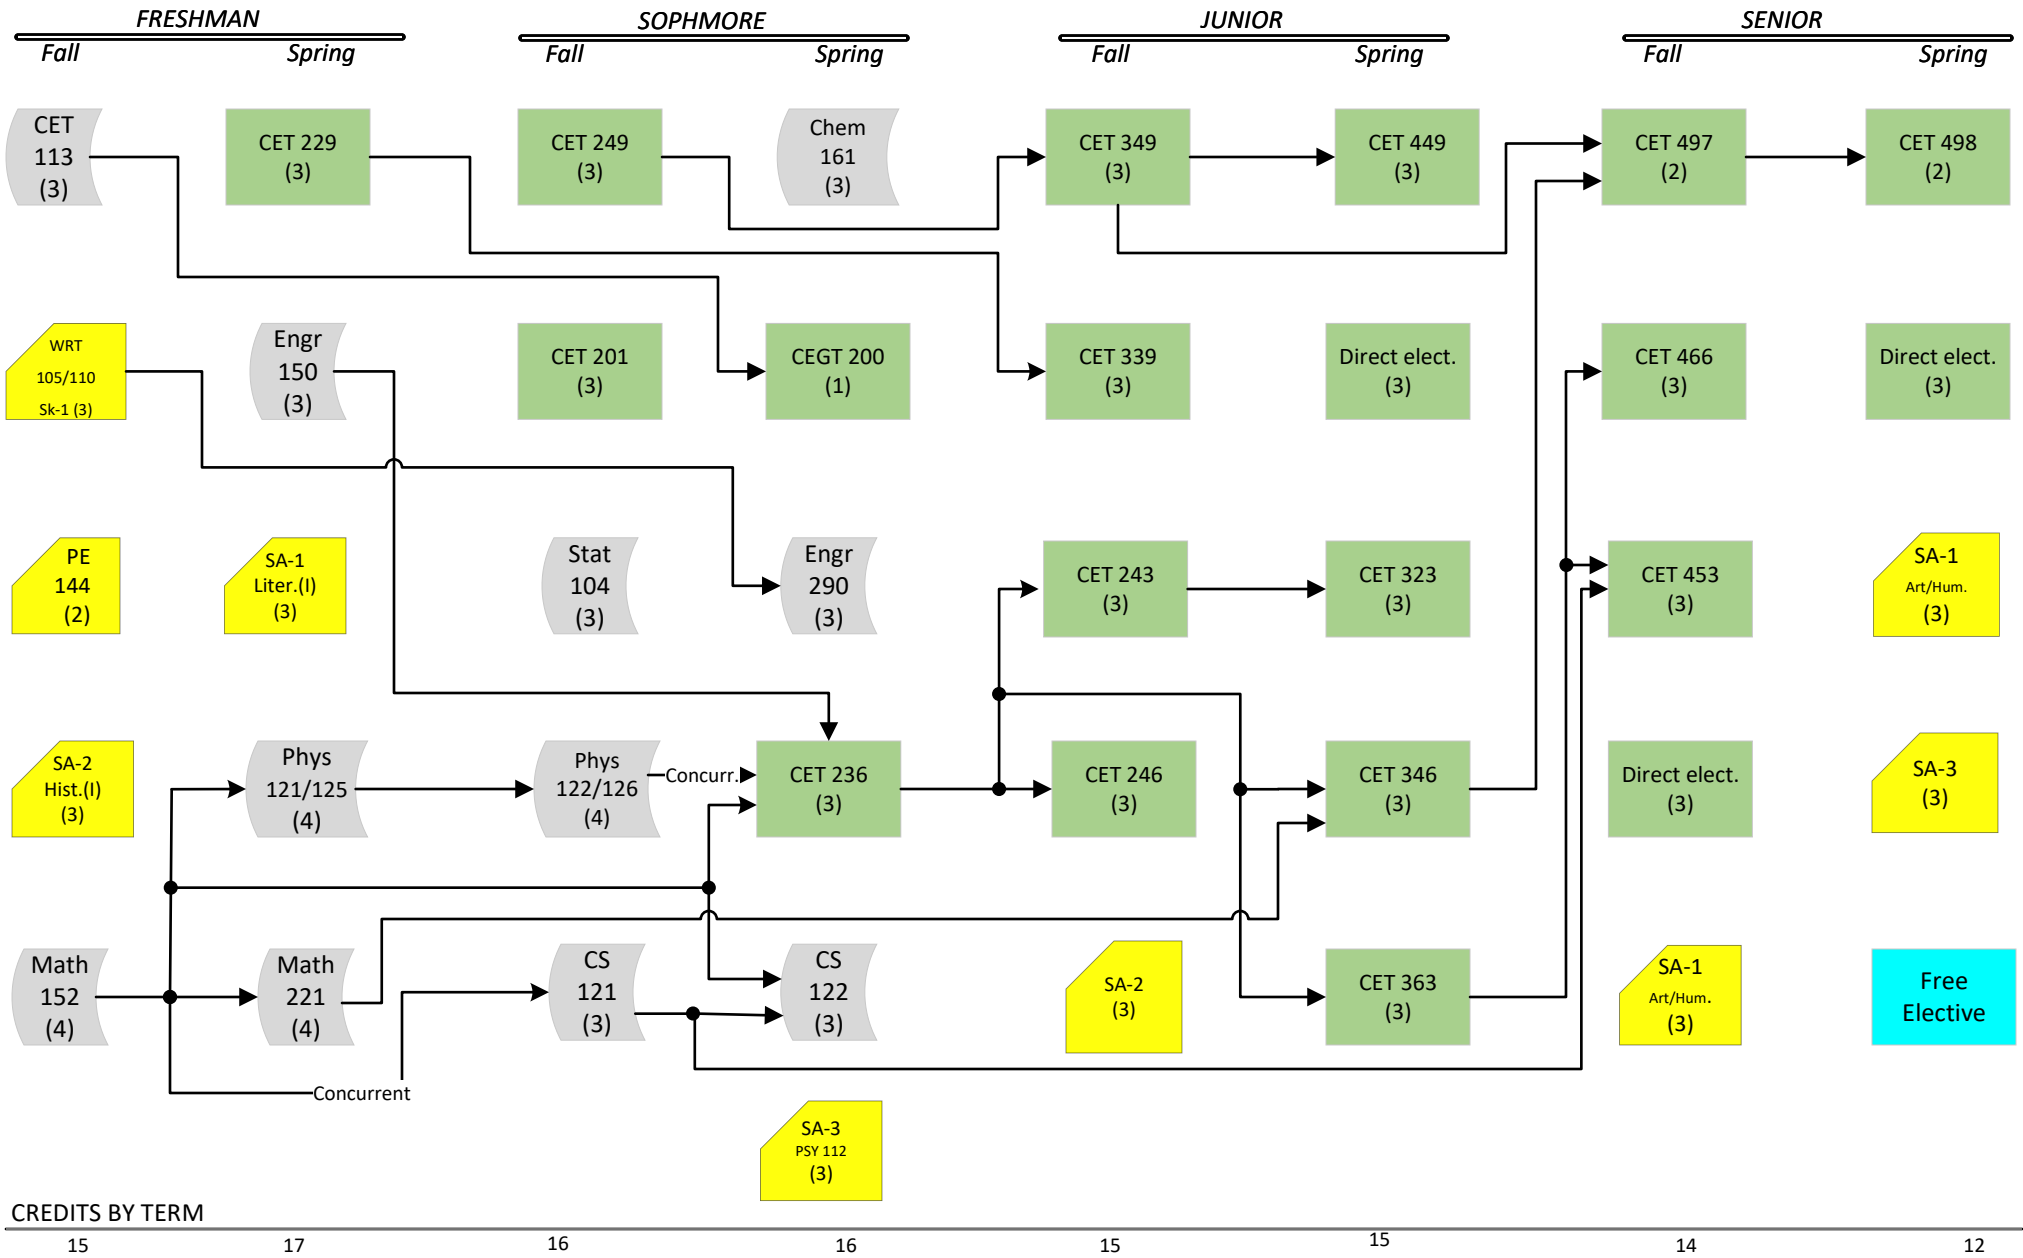 FRESHMAN
SOPHMORE
JUNIOR
SENIOR
Fall
Spring
Fall
Spring
Fall
Spring
Fall
Spring
CET
113
(3)
CET 229
(3)
CET 249
(3)
Chem
161
(3)
CET 349
(3)
CET 449
(3)
CET 497
(2)
CET 498
(2)
WRT
105/110
Sk-1 (3)
Engr
150
(3)
CET 201
(3)
CEGT 200
(1)
CET 339
(3)
Direct elect.
(3)
CET 466
(3)
Direct elect.
(3)
PE
144
(2)
SA-1
Liter.(I)
(3)
Stat
104
(3)
Engr
290
(3)
CET 243
(3)
CET 323
(3)
CET 453
(3)
SA-1
Art/Hum.
(3)
SA-2
Hist.(I)
(3)
Phys
121/125
(4)
Phys
122/126
(4)
Concurr.
CET 236
(3)
CET 246
(3)
CET 346
(3)
Direct elect.
(3)
SA-3
(3)
Math
152
(4)
Math
221
(4)
CS
121
(3)
CS
122
(3)
SA-2
(3)
CET 363
(3)
SA-1
Art/Hum.
(3)
Free
Elective
Concurrent
SA-3
PSY 112
(3)
CREDITS BY TERM
15
17
16
16
15
15
14
12